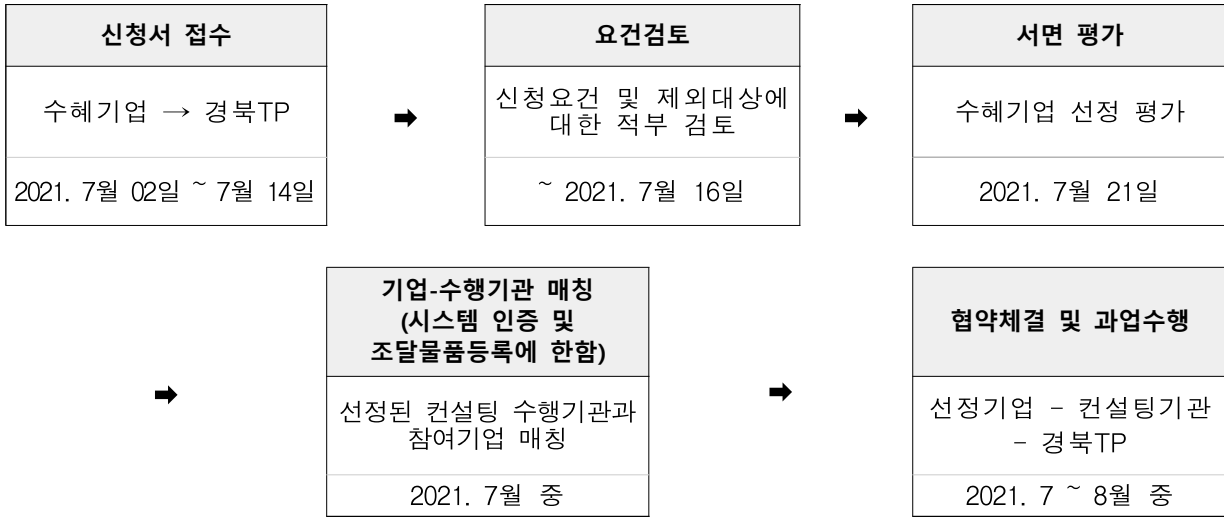 신청서 접수
수혜기업 → 경북TP
2021. 7월 02일 ~ 7월 14일
➡
요건검토
신청요건 및 제외대상에
대한 적부 검토
~ 2021. 7월 16일
➡
서면 평가
수혜기업 선정 평가
2021. 7월 21일
➡
기업-수행기관 매칭
(시스템 인증 및
조달물품등록에 한함)
선정된 컨설팅 수행기관과
참여기업 매칭
2021. 7월 중
➡
협약체결 및 과업수행
선정기업 - 컨설팅기관
- 경북TP
2021. 7 ~ 8월 중